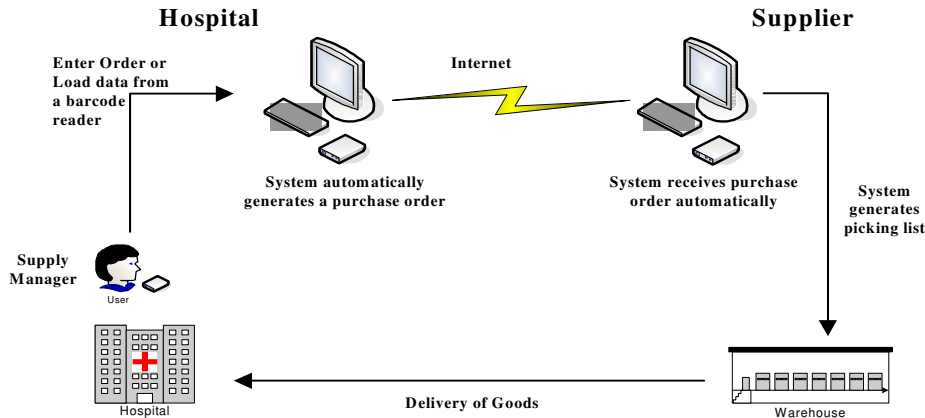 Hospital
Supplier
Enter Order or
Load data from
a barcode
reader
Internet
System automatically
generates a purchase order
System receives purchase
order automatically
System
generates
picking list
Supply
Manager
User
Hospital
Delivery of Goods
Warehouse